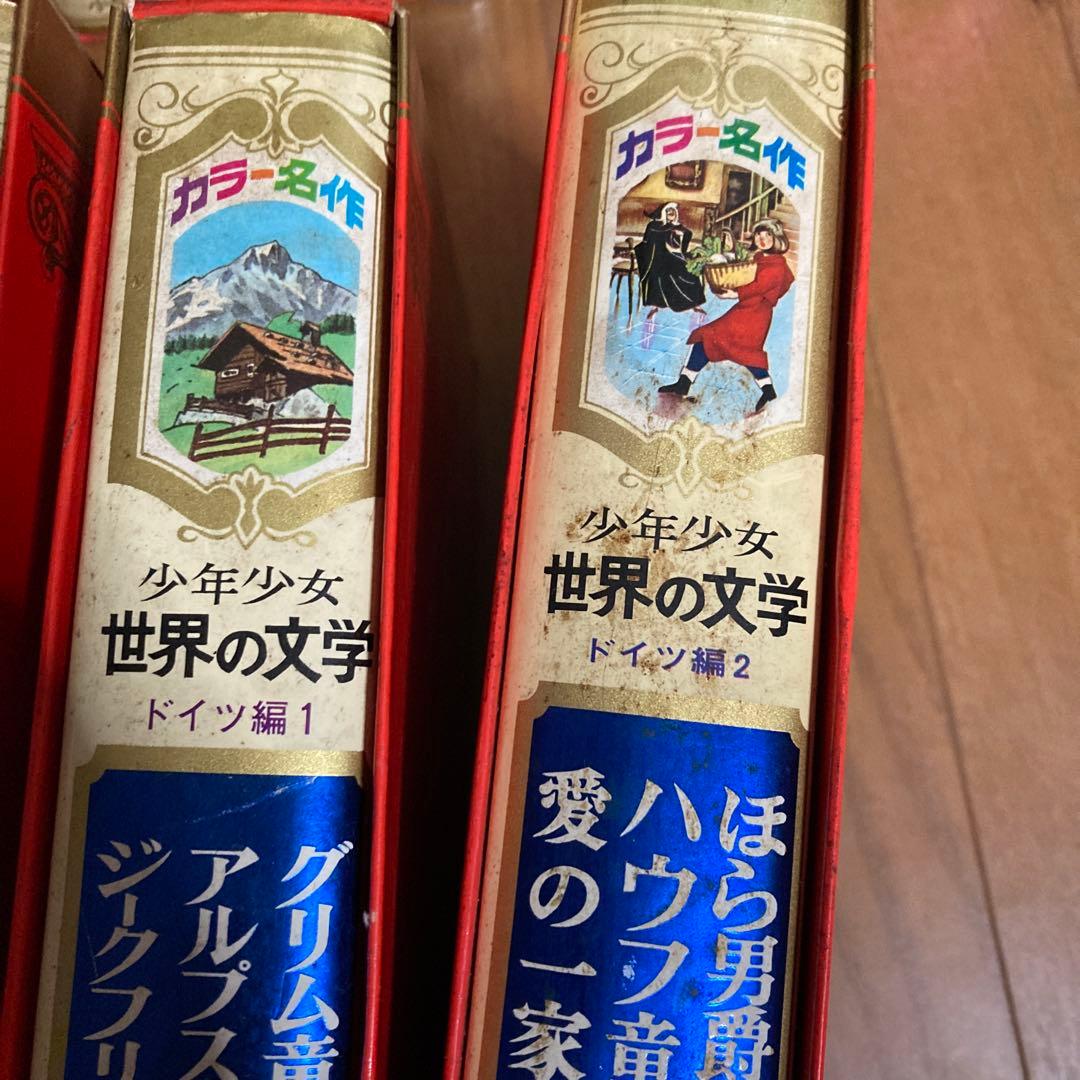 カラー名作
少年少女
世界の文学
ドイツ編1
グリム童
アルプス
ジークフリ
カラー名作
少年少女
世界の文学
ドイツ編2
ほら男爵
ハウフ童
愛の一家